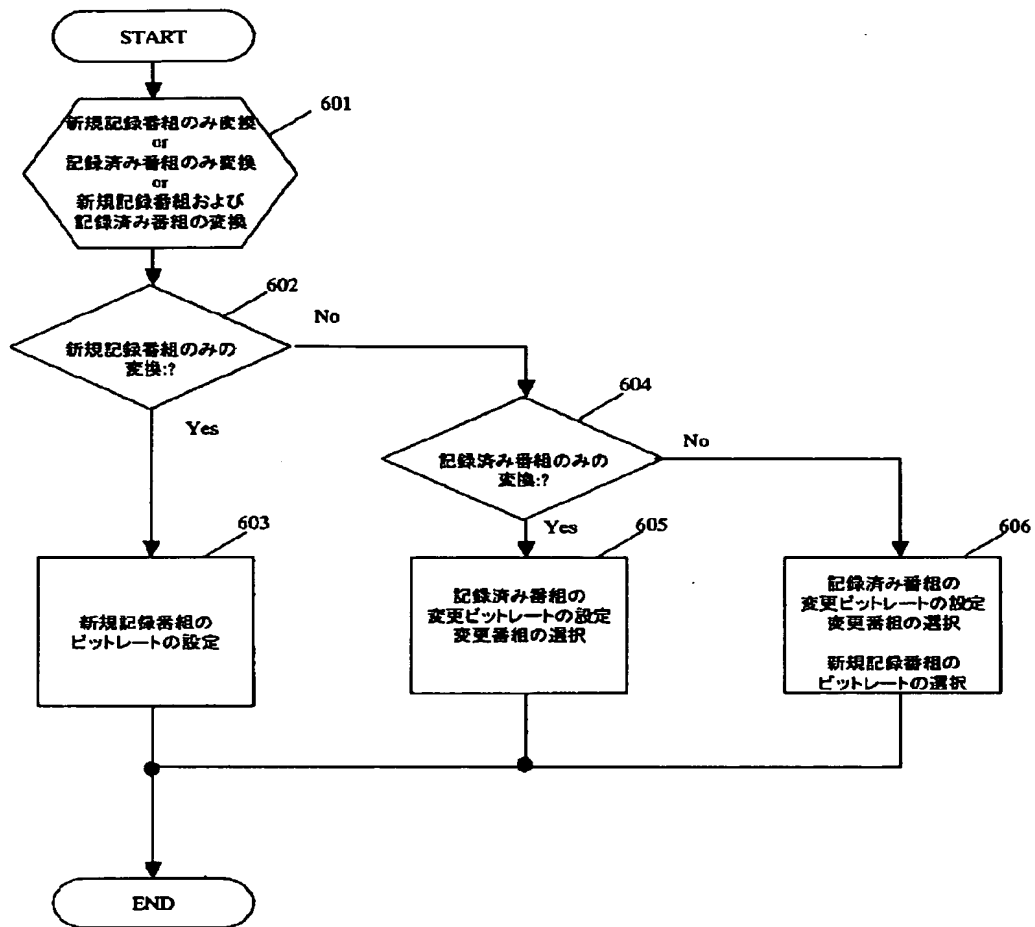 START
601
新規記録番組のみ変換
or
記録済み番組のみ変換
or
新規記録番組および
記録済み番組の変換
602
No
新規記録番組のみの
変換:?
Yes
604
No
記録済み番組のみの
変換:?
Yes
603
新規記録番組の
ビットレートの設定
605
記録済み番組の
変更ビットレートの設定
変更番組の選択
606
記録済み番組の
変更ビットレートの設定
変更番組の選択
新規記録番組の
ビットレートの選択
END